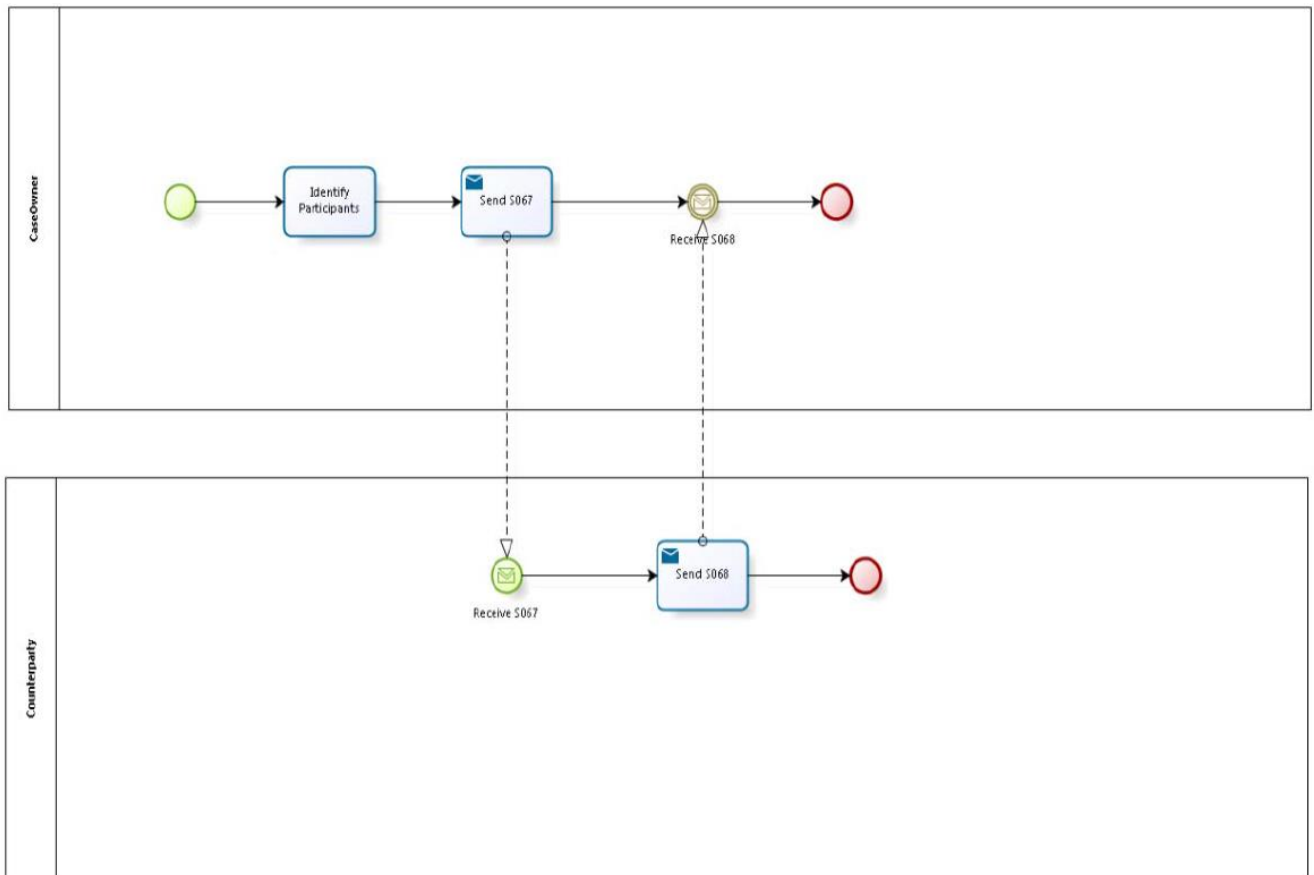 CaseOwner
Identify
Participants
Send S067
Receive S068
Counterparty
Receive S067
Send S068